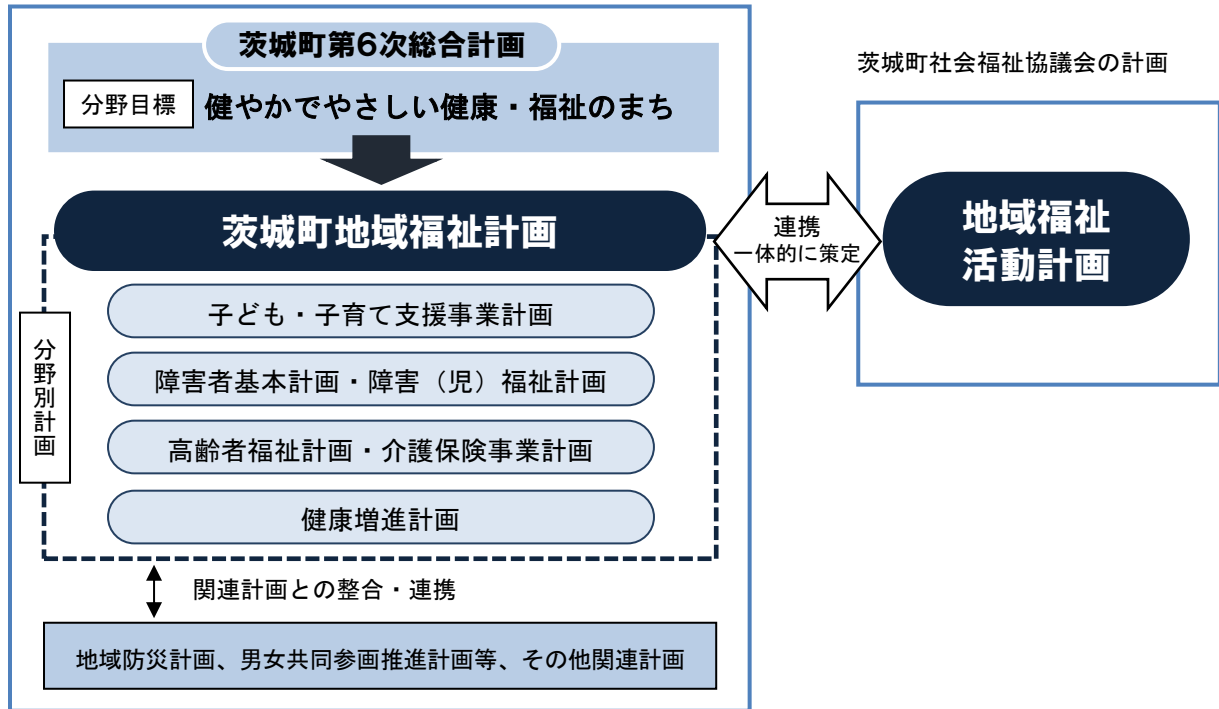 茨城町第6次総合計画
分野目標
健やかでやさしい健康・福祉のまち
茨城町地域福祉計画
分野別計画
子ども・子育て支援事業計画
障害者基本計画・障害（児）福祉計画
高齢者福祉計画・介護保険事業計画
健康増進計画
関連計画との整合・連携
地域防災計画、男女共同参画推進計画等、その他関連計画
連携
一体的に策定
茨城町社会福祉協議会の計画
地域福祉
活動計画